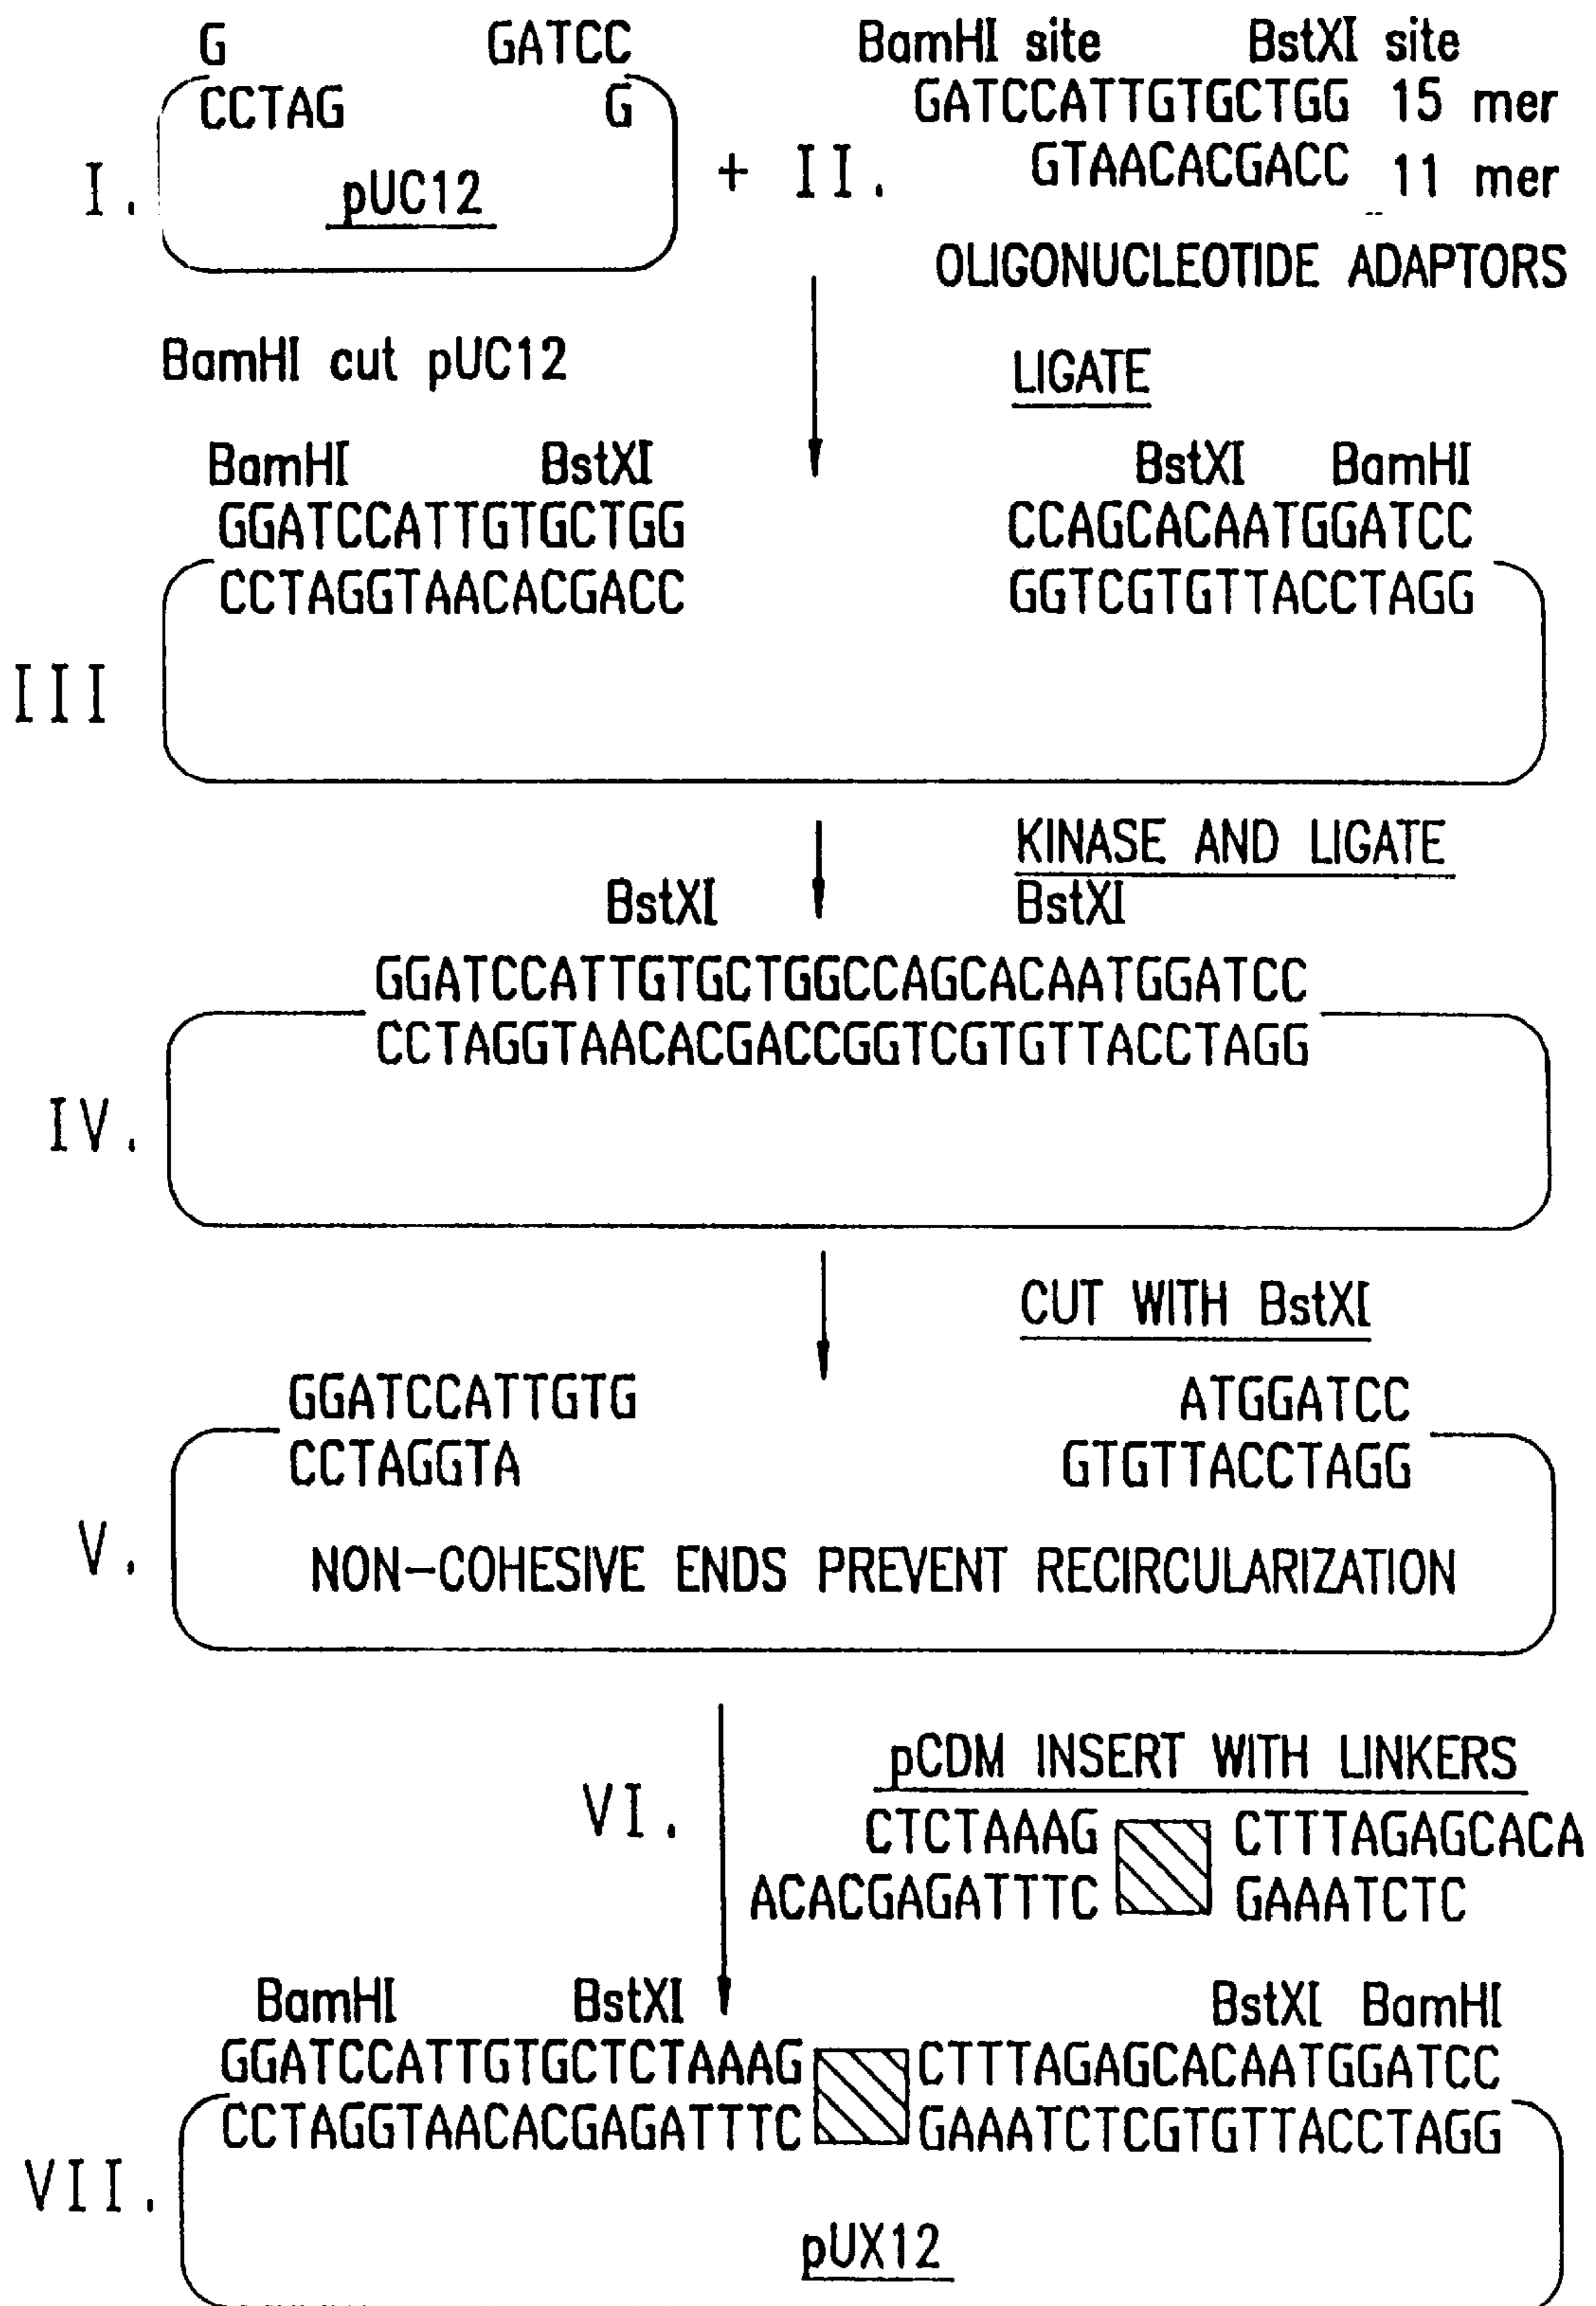 G GATCC BamHI site BstXI site
CCTAG G GATCCATTGTGCTGG 15 mer
I. pUC12 + II. GTAACACGACC 11 mer
OLIGONUCLEOTIDE ADAPTORS
BamHI cut pUC12 LIGATE
BamHI BstXI BstXI BamHI
GGATCCATTGTGCTGG CCAGCACAATGGATCC
CCTAGGTAACACGACC GGTCGTGTTACCTAGG
III
KINASE AND LIGATE
BstXI BstXI
GGATCCATTGTGCTGGCCAGCACAATGGATCC
CCTAGGTAACACGACCGGTCGTGTTACCTAGG
IV.
CUT WITH BstXI
GGATCCATTGTG ATGGATCC
CCTAGGTA GTGTTACCTAGG
V. NON-COHESIVE ENDS PREVENT RECIRCULARIZATION
pCDM INSERT WITH LINKERS
VI. CTCTAAAG CTTTAGAGCACA
ACACGAGATTTC GAAATCTC
BamHI BstXI BstXI BamHI
GGATCCATTGTGCTCTAAAG CTTTAGAGCACAATGGATCC
CCTAGGTAACACGAGATTTC GAAATCTCGTGTTACCTAGG
VII.
pUX12